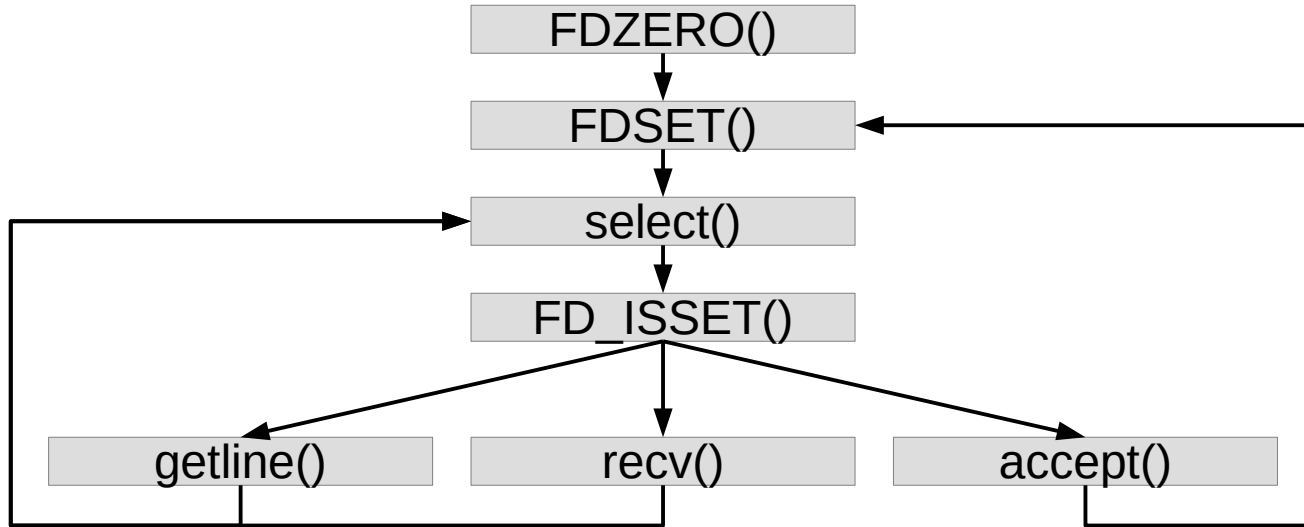 FDZERO()
FDSET()
select()
FD_ISSET()
getline()
recv()
accept()